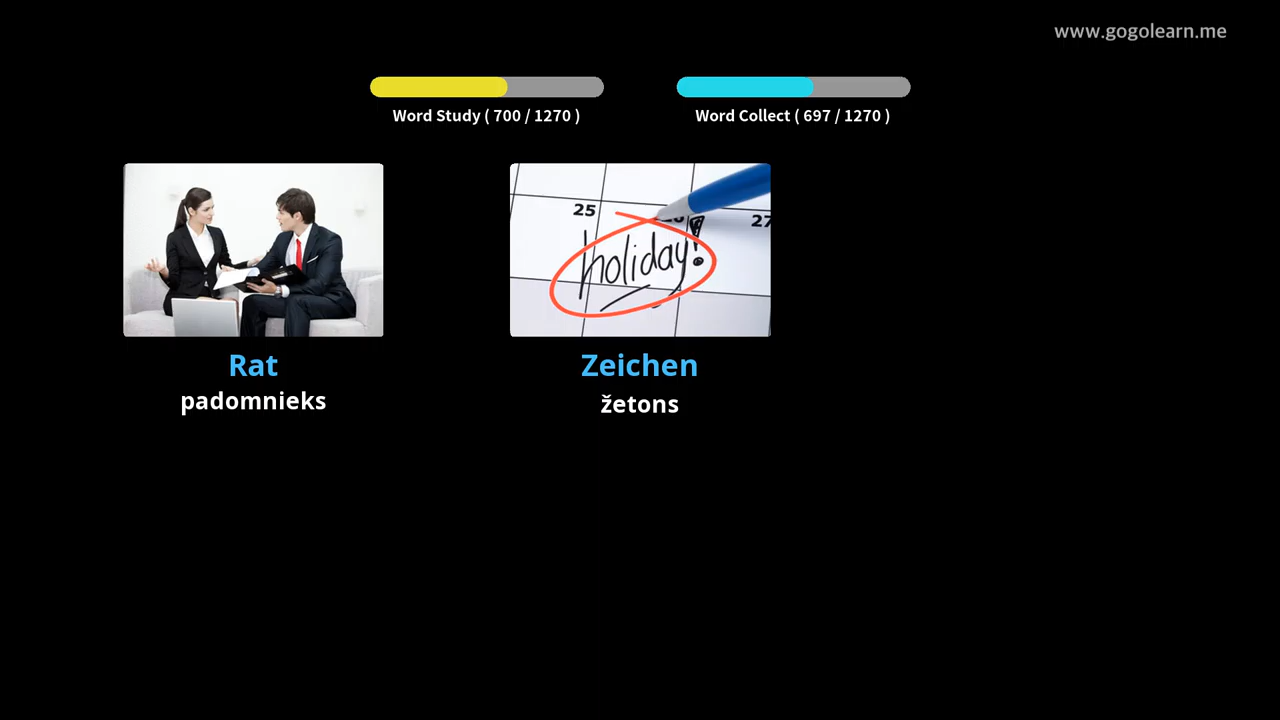 www.gogolearn.me
Word Study ( 700 / 1270 )
Word Collect ( 697 / 1270 )
25
27
holiday!
Rat
Zeichen
padomnieks
žetons